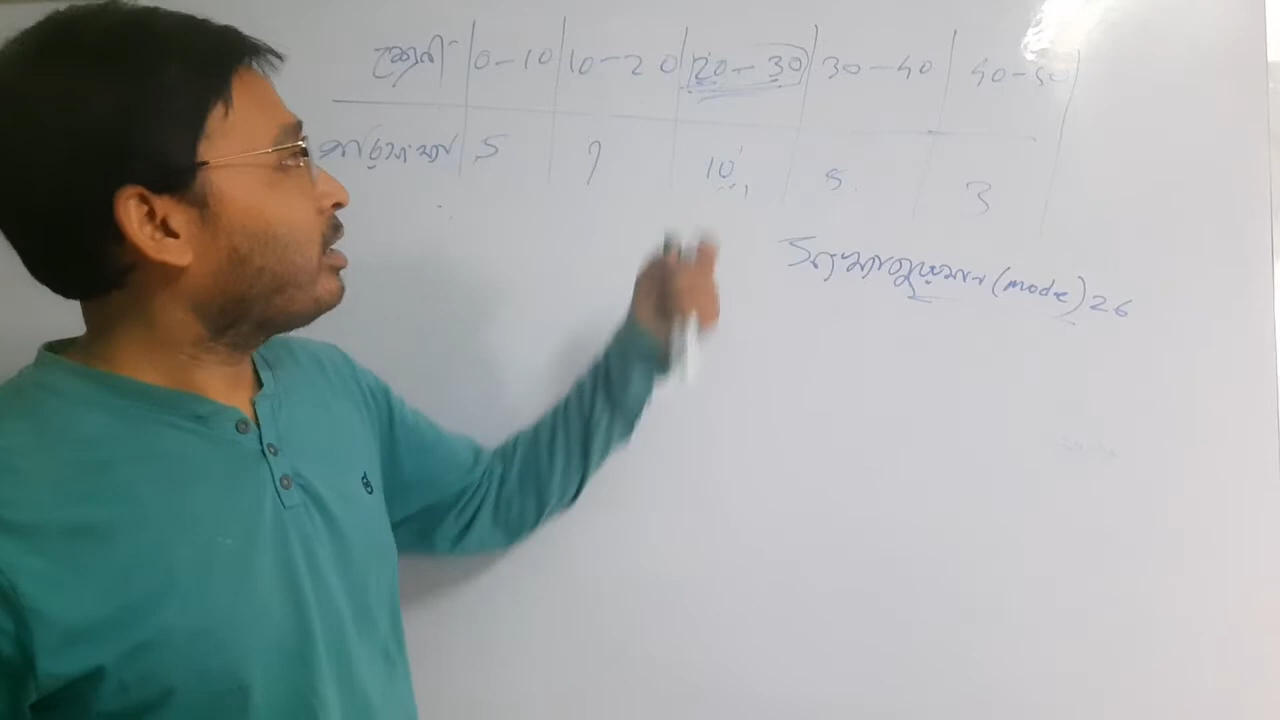 শ্রেণী 0-10 10-20 20-30 30-40 40-50
পরিসংখ্যা 5 7 10 8 3
সংখ্যাগুরুমান (mode) 26